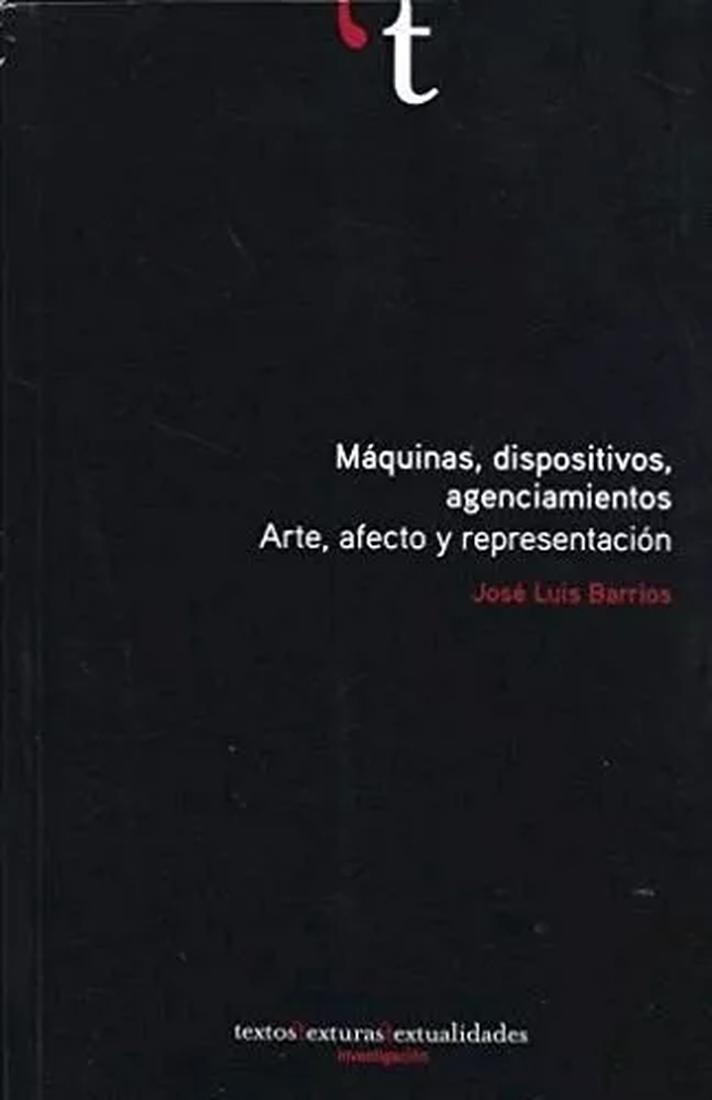 't
Máquinas, dispositivos,
agenciamientos
Arte, afecto y representación
José Luis Barrios
textos exturas extualidades
investigación